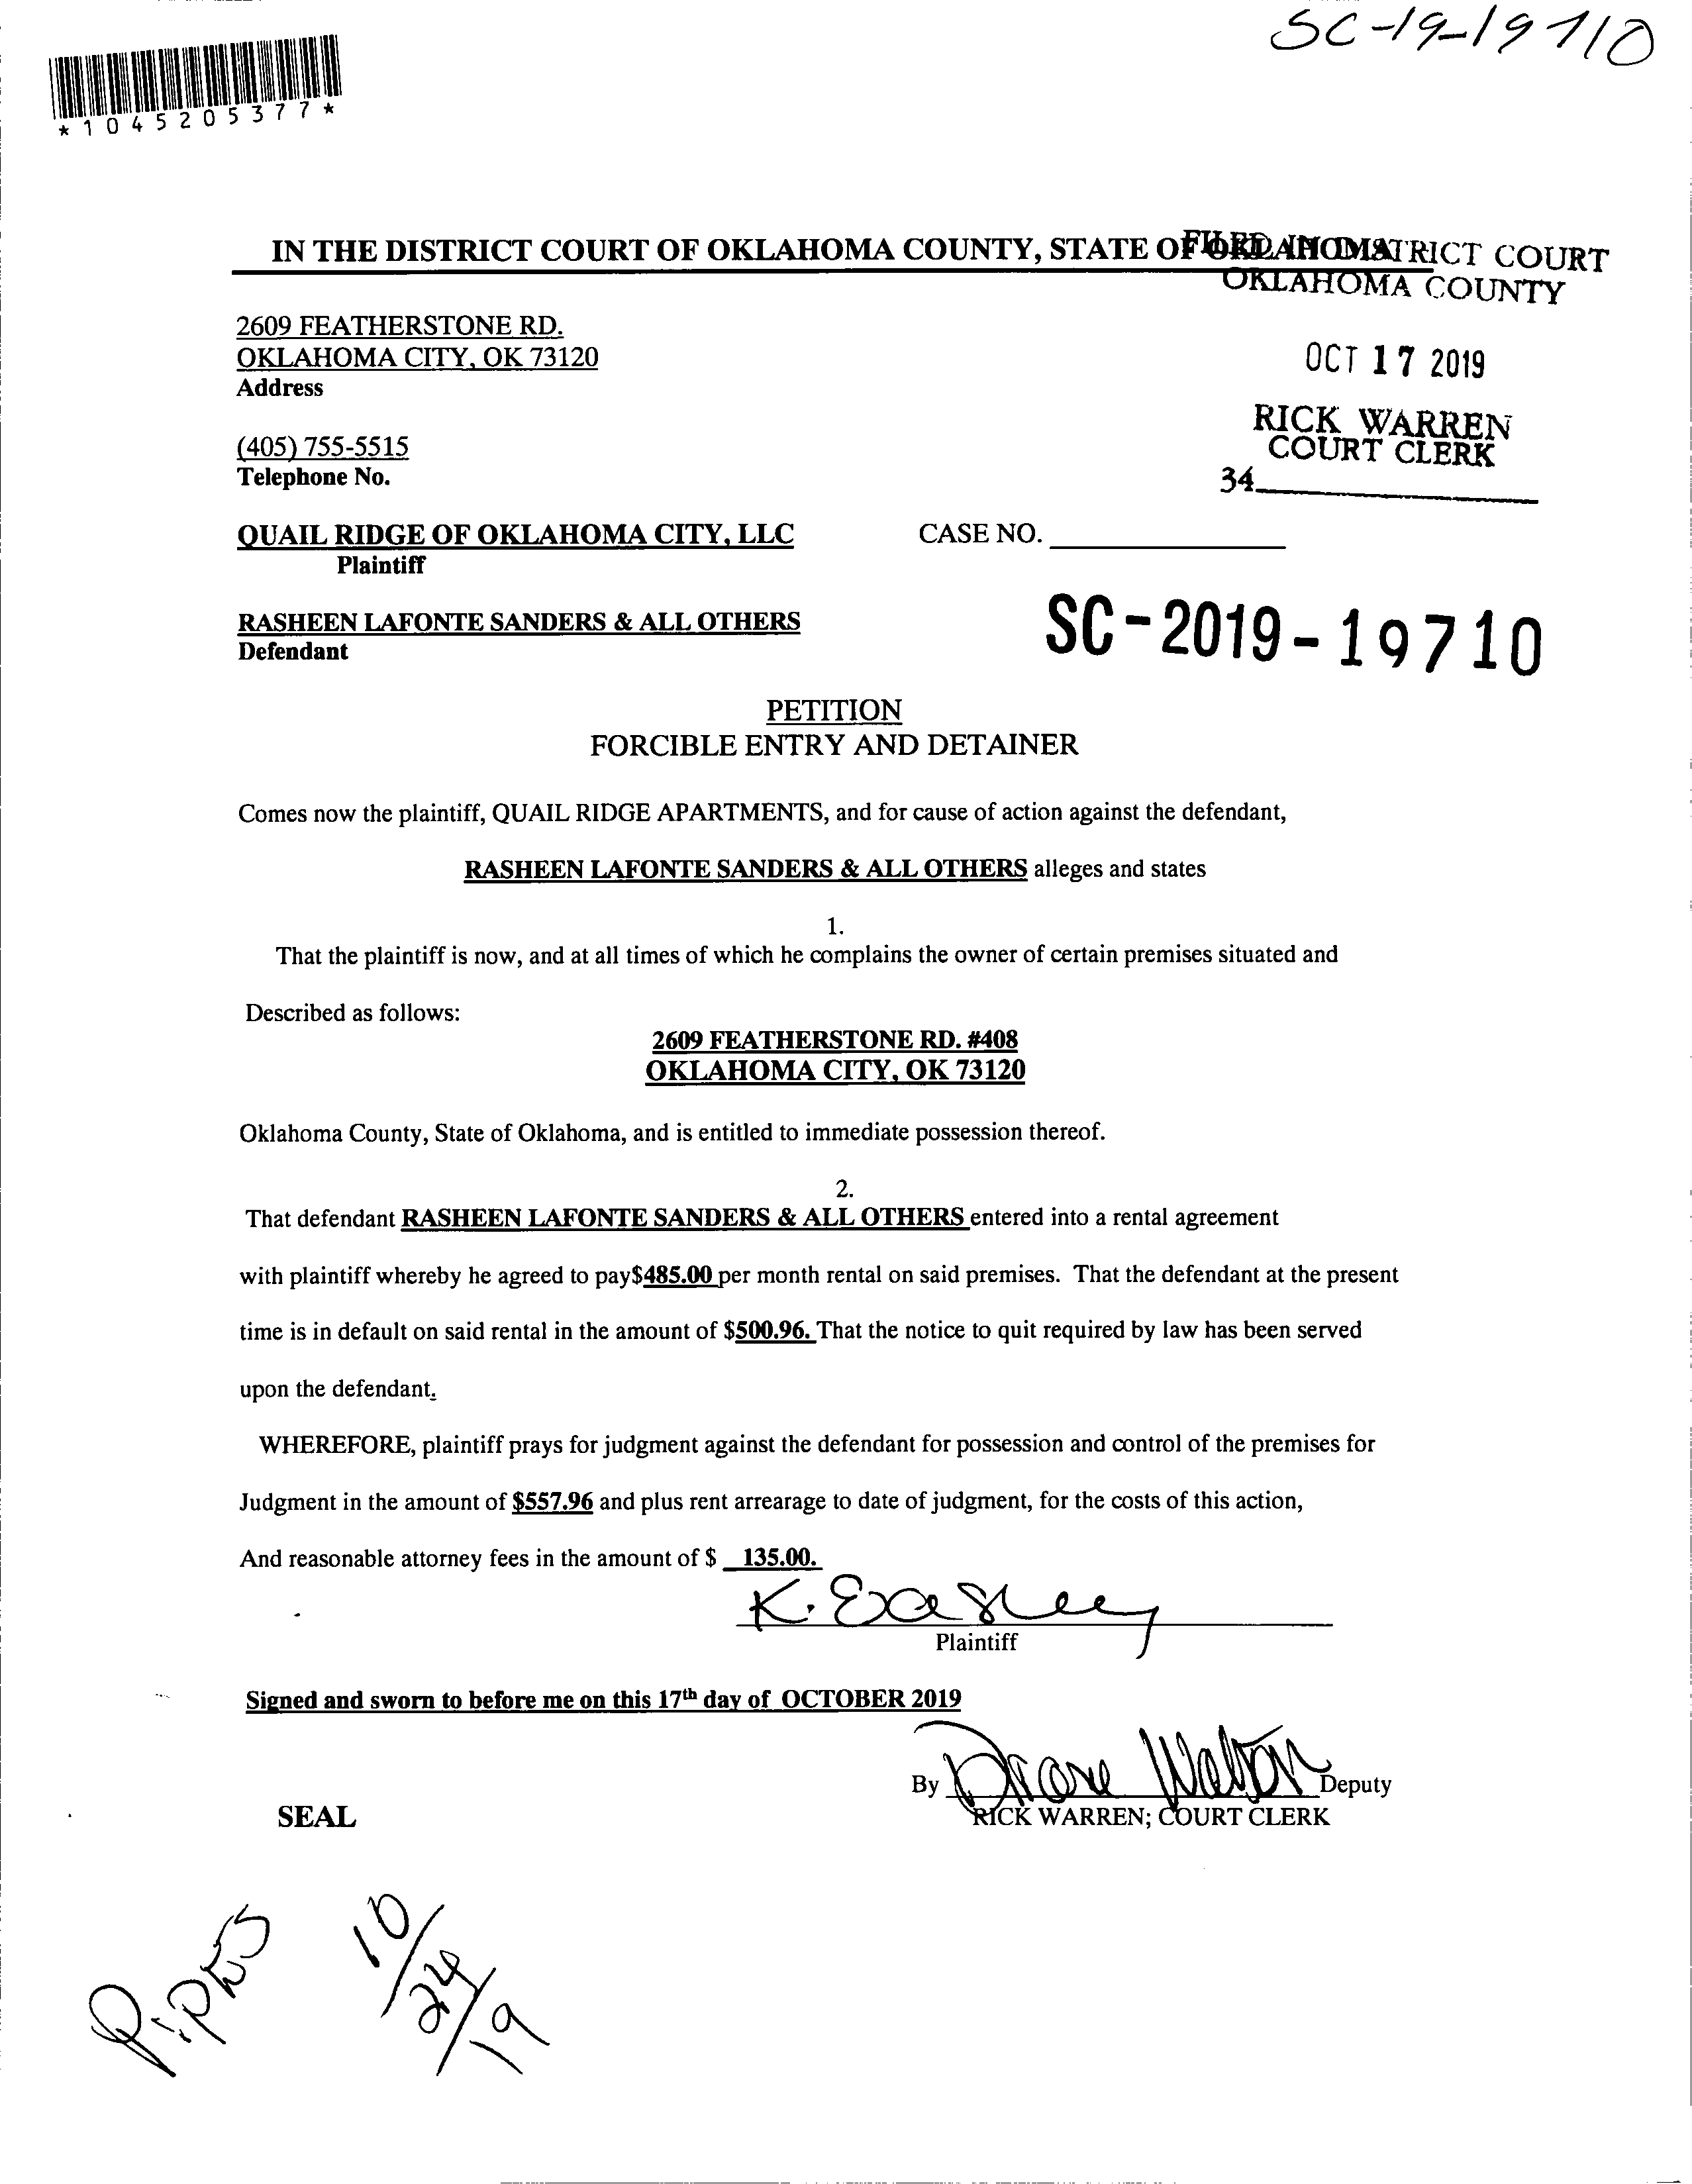 SC-19-19710
*1045205377*
IN THE DISTRICT COURT OF OKLAHOMA COUNTY, STATE OF OKLAHOMA
FILED IN DISTRICT COURT
OKLAHOMA COUNTY
2609 FEATHERSTONE RD.
OKLAHOMA CITY, OK 73120
Address
OCT 17 2019
RICK WARREN
COURT CLERK
34
(405) 755-5515
Telephone No.
QUAIL RIDGE OF OKLAHOMA CITY, LLC
Plaintiff
CASE NO.
RASHEEN LAFONTE SANDERS & ALL OTHERS
Defendant
SC-2019-19710
PETITION
FORCIBLE ENTRY AND DETAINER
Comes now the plaintiff, QUAIL RIDGE APARTMENTS, and for cause of action against the defendant,
RASHEEN LAFONTE SANDERS & ALL OTHERS alleges and states
1.
That the plaintiff is now, and at all times of which he complains the owner of certain premises situated and
Described as follows:
2609 FEATHERSTONE RD. #408
OKLAHOMA CITY, OK 73120
Oklahoma County, State of Oklahoma, and is entitled to immediate possession thereof.
2.
That defendant RASHEEN LAFONTE SANDERS & ALL OTHERS entered into a rental agreement
with plaintiff whereby he agreed to pay$485.00 per month rental on said premises. That the defendant at the present
time is in default on said rental in the amount of $500.96. That the notice to quit required by law has been served
upon the defendant.
WHEREFORE, plaintiff prays for judgment against the defendant for possession and control of the premises for
Judgment in the amount of $557.96 and plus rent arrearage to date of judgment, for the costs of this action,
And reasonable attorney fees in the amount of $ 135.00.
K.
Plaintiff
Signed and sworn to before me on this 17th day of OCTOBER 2019
By Diane Walton Deputy
RICK WARREN; COURT CLERK
SEAL
10/24/19